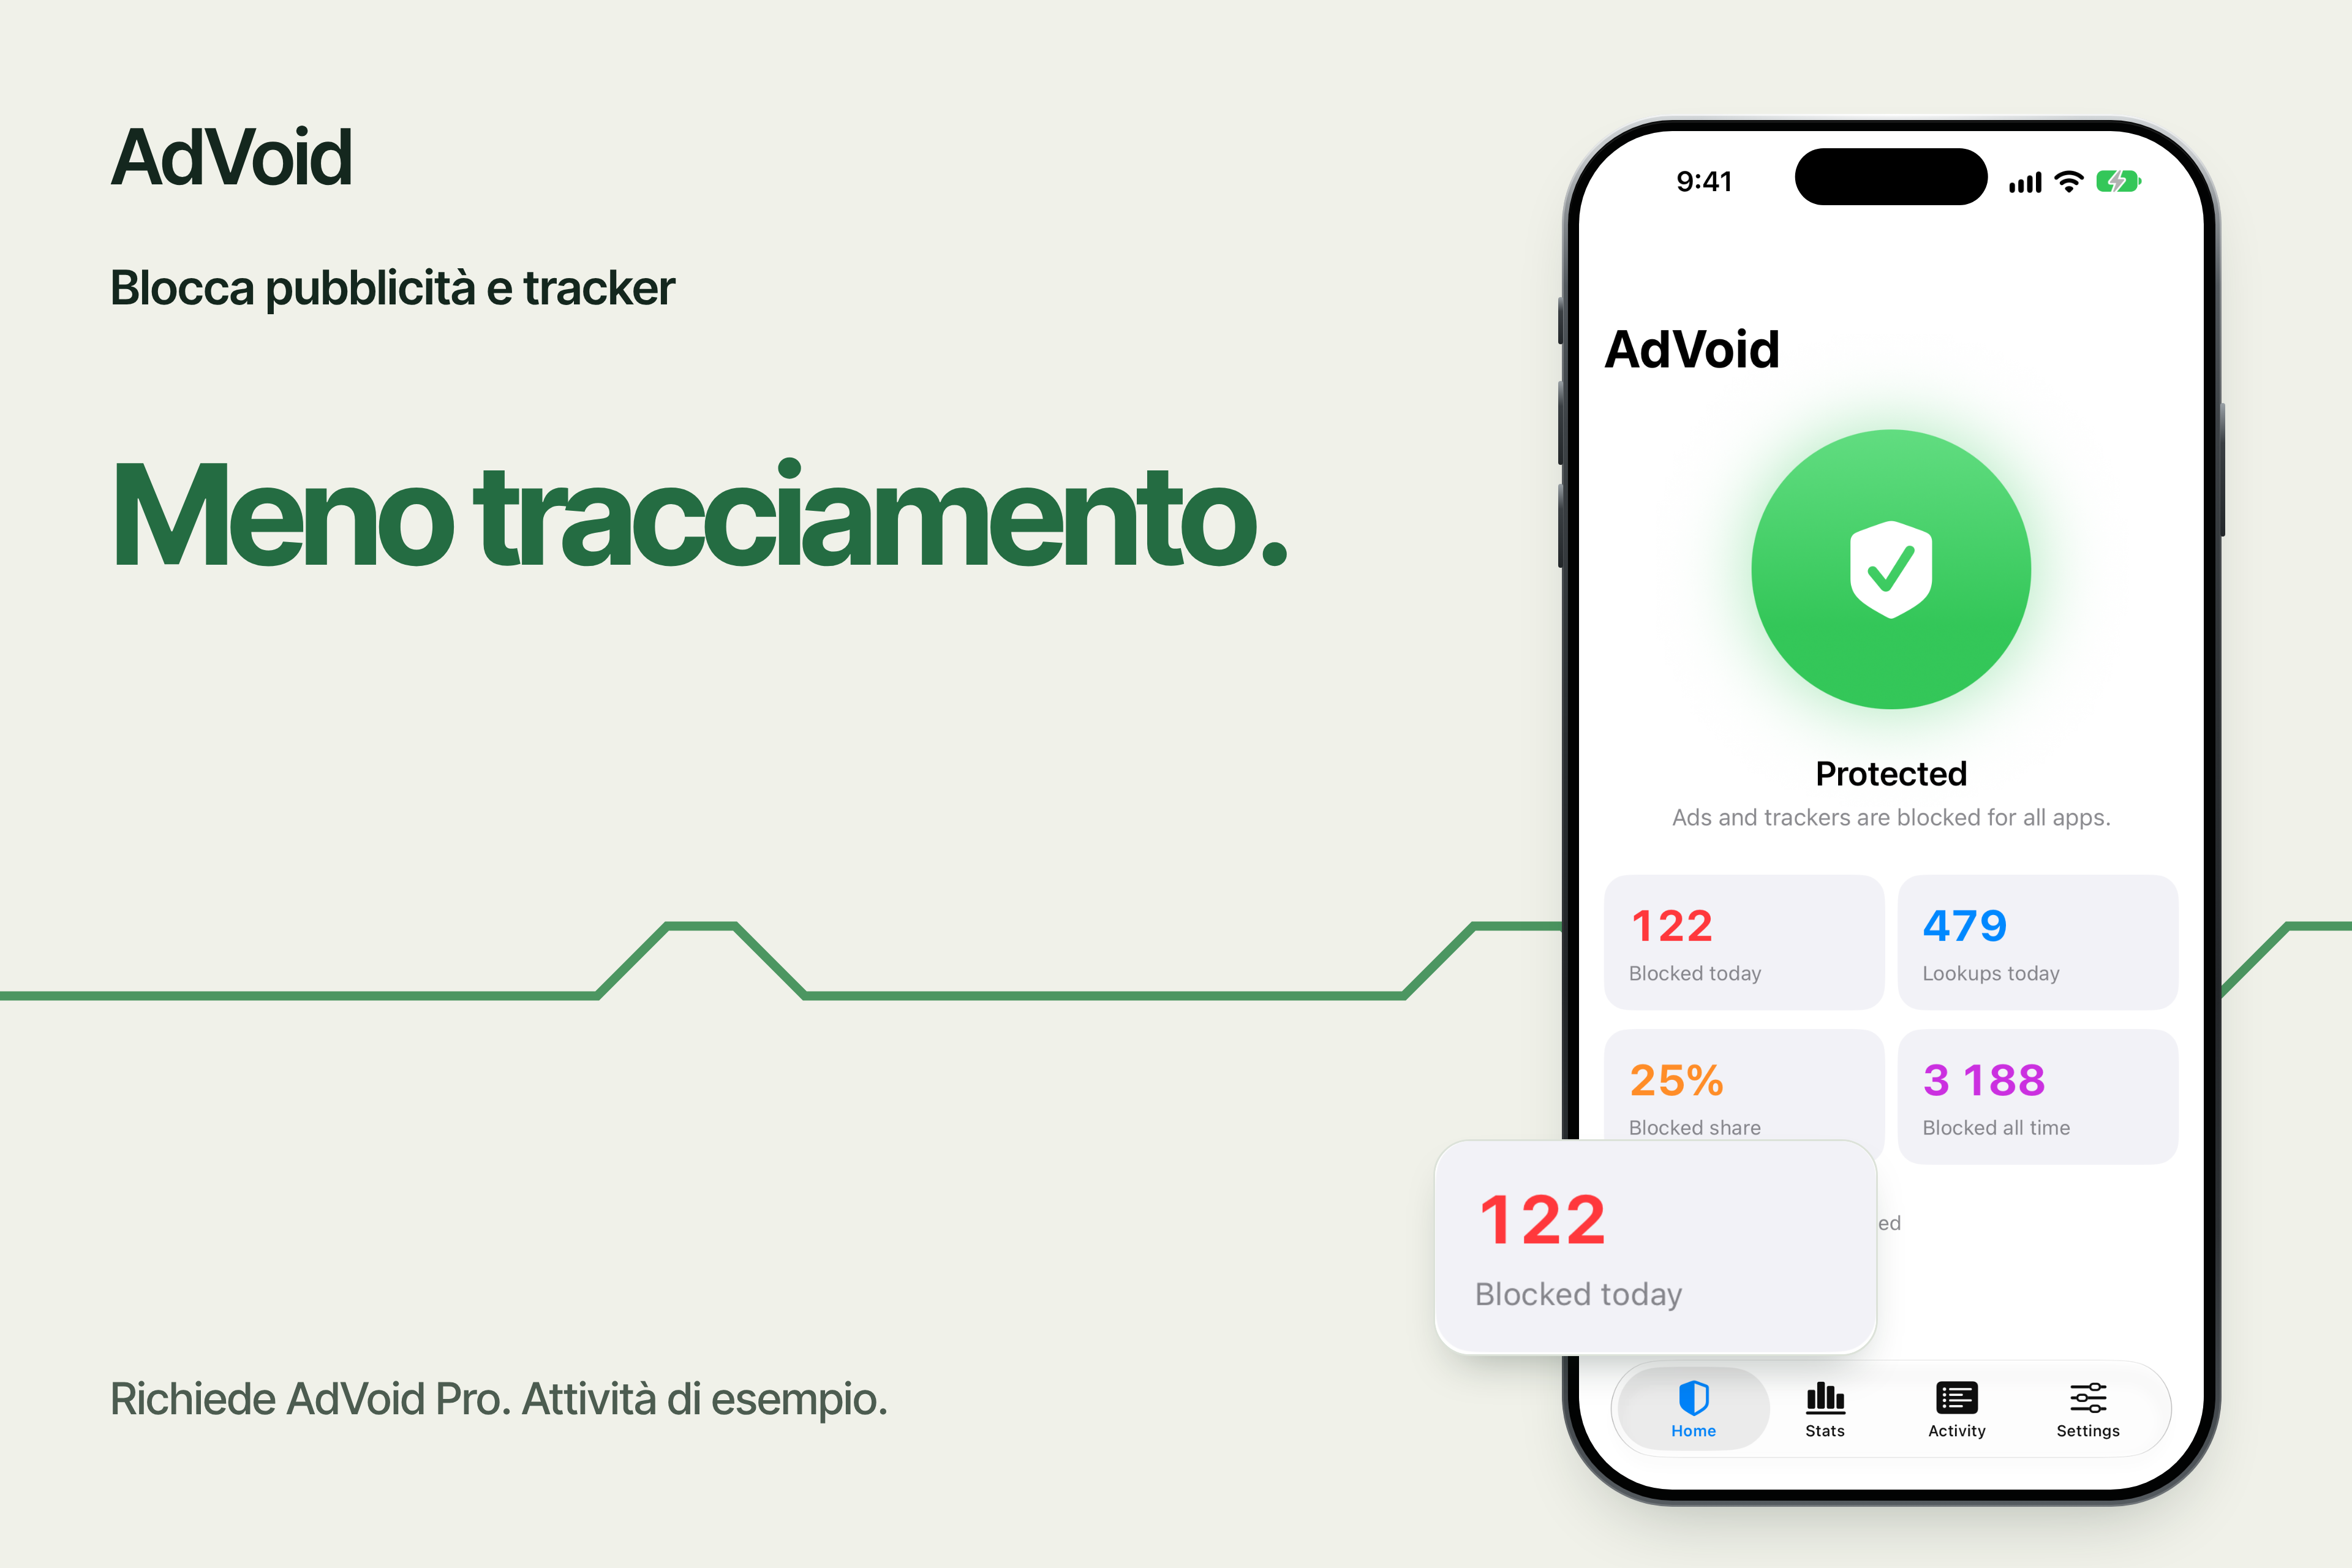 AdVoid
Blocca pubblicità e tracker
Meno tracciamento.
Richiede AdVoid Pro. Attività di esempio.
9:41
AdVoid
Protected
Ads and trackers are blocked for all apps.
122
Blocked today
479
Lookups today
25%
Blocked share
3 188
Blocked all time
122
Blocked today
Home
Stats
Activity
Settings